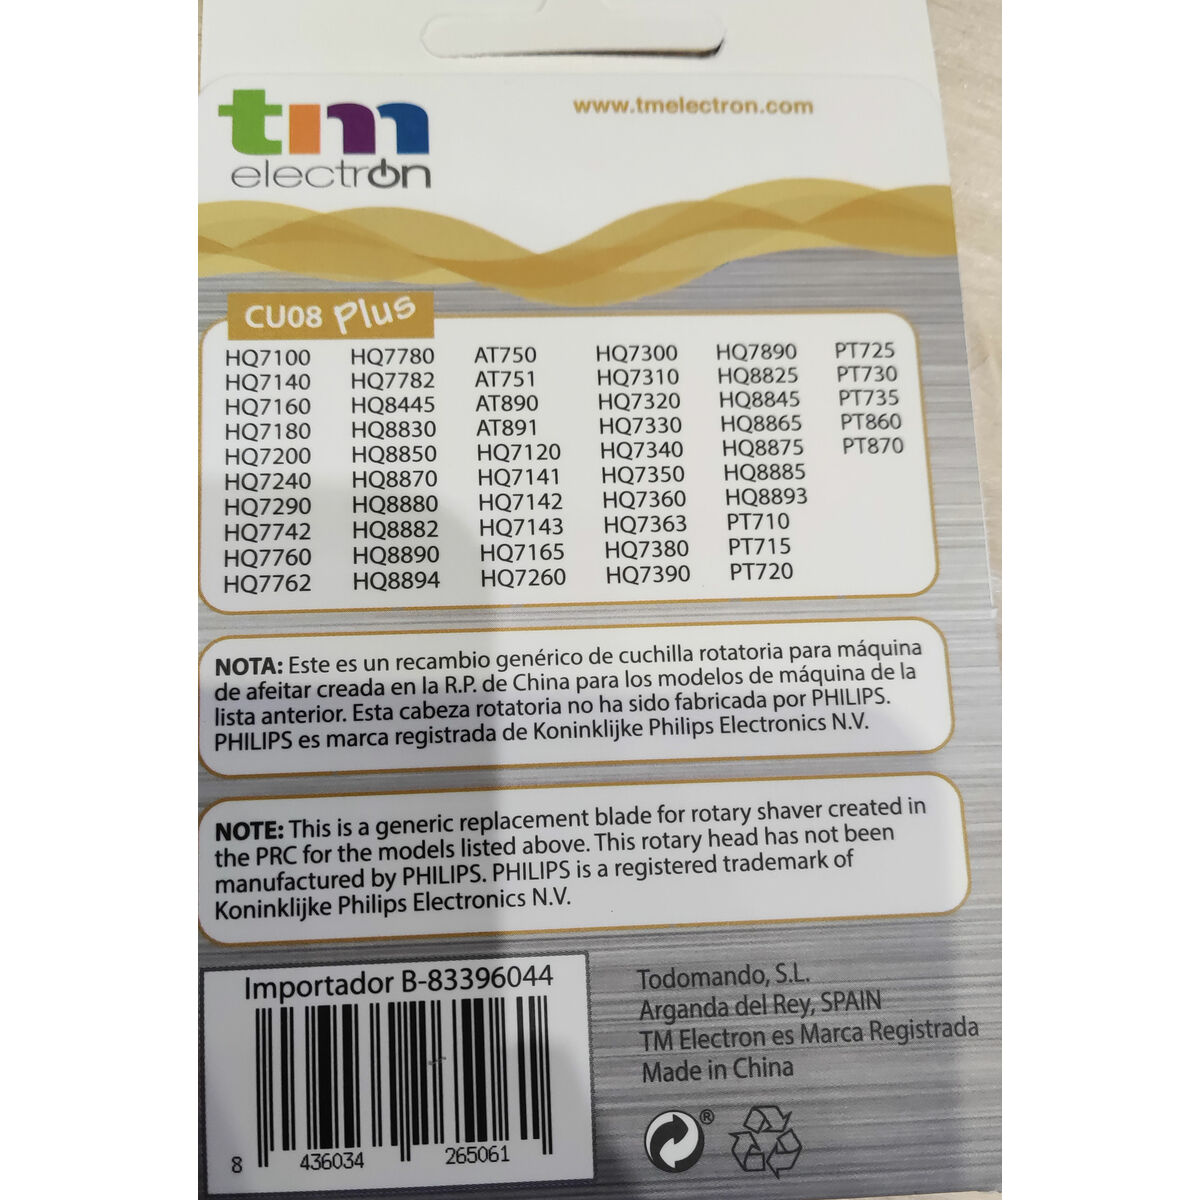 tm
electron
www.tmelectron.com
CU08 Plus
HQ7100 HQ7780 AT750 HQ7300 HQ7890 PT725
HQ7140 HQ7782 AT751 HQ7310 HQ8825 PT730
HQ7160 HQ8445 AT890 HQ7320 HQ8845 PT735
HQ7180 HQ8830 AT891 HQ7330 HQ8865 PT860
HQ7200 HQ8850 HQ7120 HQ7340 HQ8875 PT870
HQ7240 HQ8870 HQ7141 HQ7350 HQ8885
HQ7290 HQ8880 HQ7142 HQ7360 HQ8893
HQ7742 HQ8882 HQ7143 HQ7363 PT710
HQ7760 HQ8890 HQ7165 HQ7380 PT715
HQ7762 HQ8894 HQ7260 HQ7390 PT720
NOTA: Este es un recambio genérico de cuchilla rotatoria para máquina
de afeitar creada en la R.P. de China para los modelos de máquina de la
lista anterior. Esta cabeza rotatoria no ha sido fabricada por PHILIPS.
PHILIPS es marca registrada de Koninklijke Philips Electronics N.V.
NOTE: This is a generic replacement blade for rotary shaver created in
the PRC for the models listed above. This rotary head has not been
manufactured by PHILIPS. PHILIPS is a registered trademark of
Koninklijke Philips Electronics N.V.
Importador B-83396044
8 436034 265061
Todomando, S.L.
Arganda del Rey, SPAIN
TM Electron es Marca Registrada
Made in China
®